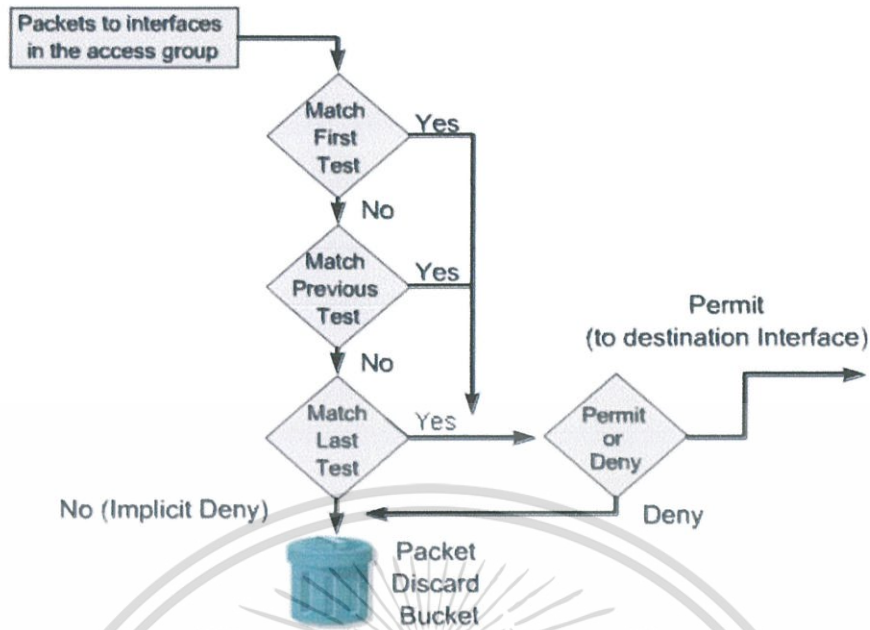 Packets to interfaces
in the access group
Match
First
Test
Yes
No
Match
Previous
Test
Yes
No
Match
Last
Test
Yes
Permit
or
Deny
Permit
(to destination Interface)
No (Implicit Deny)
Deny
Packet
Discard
Bucket